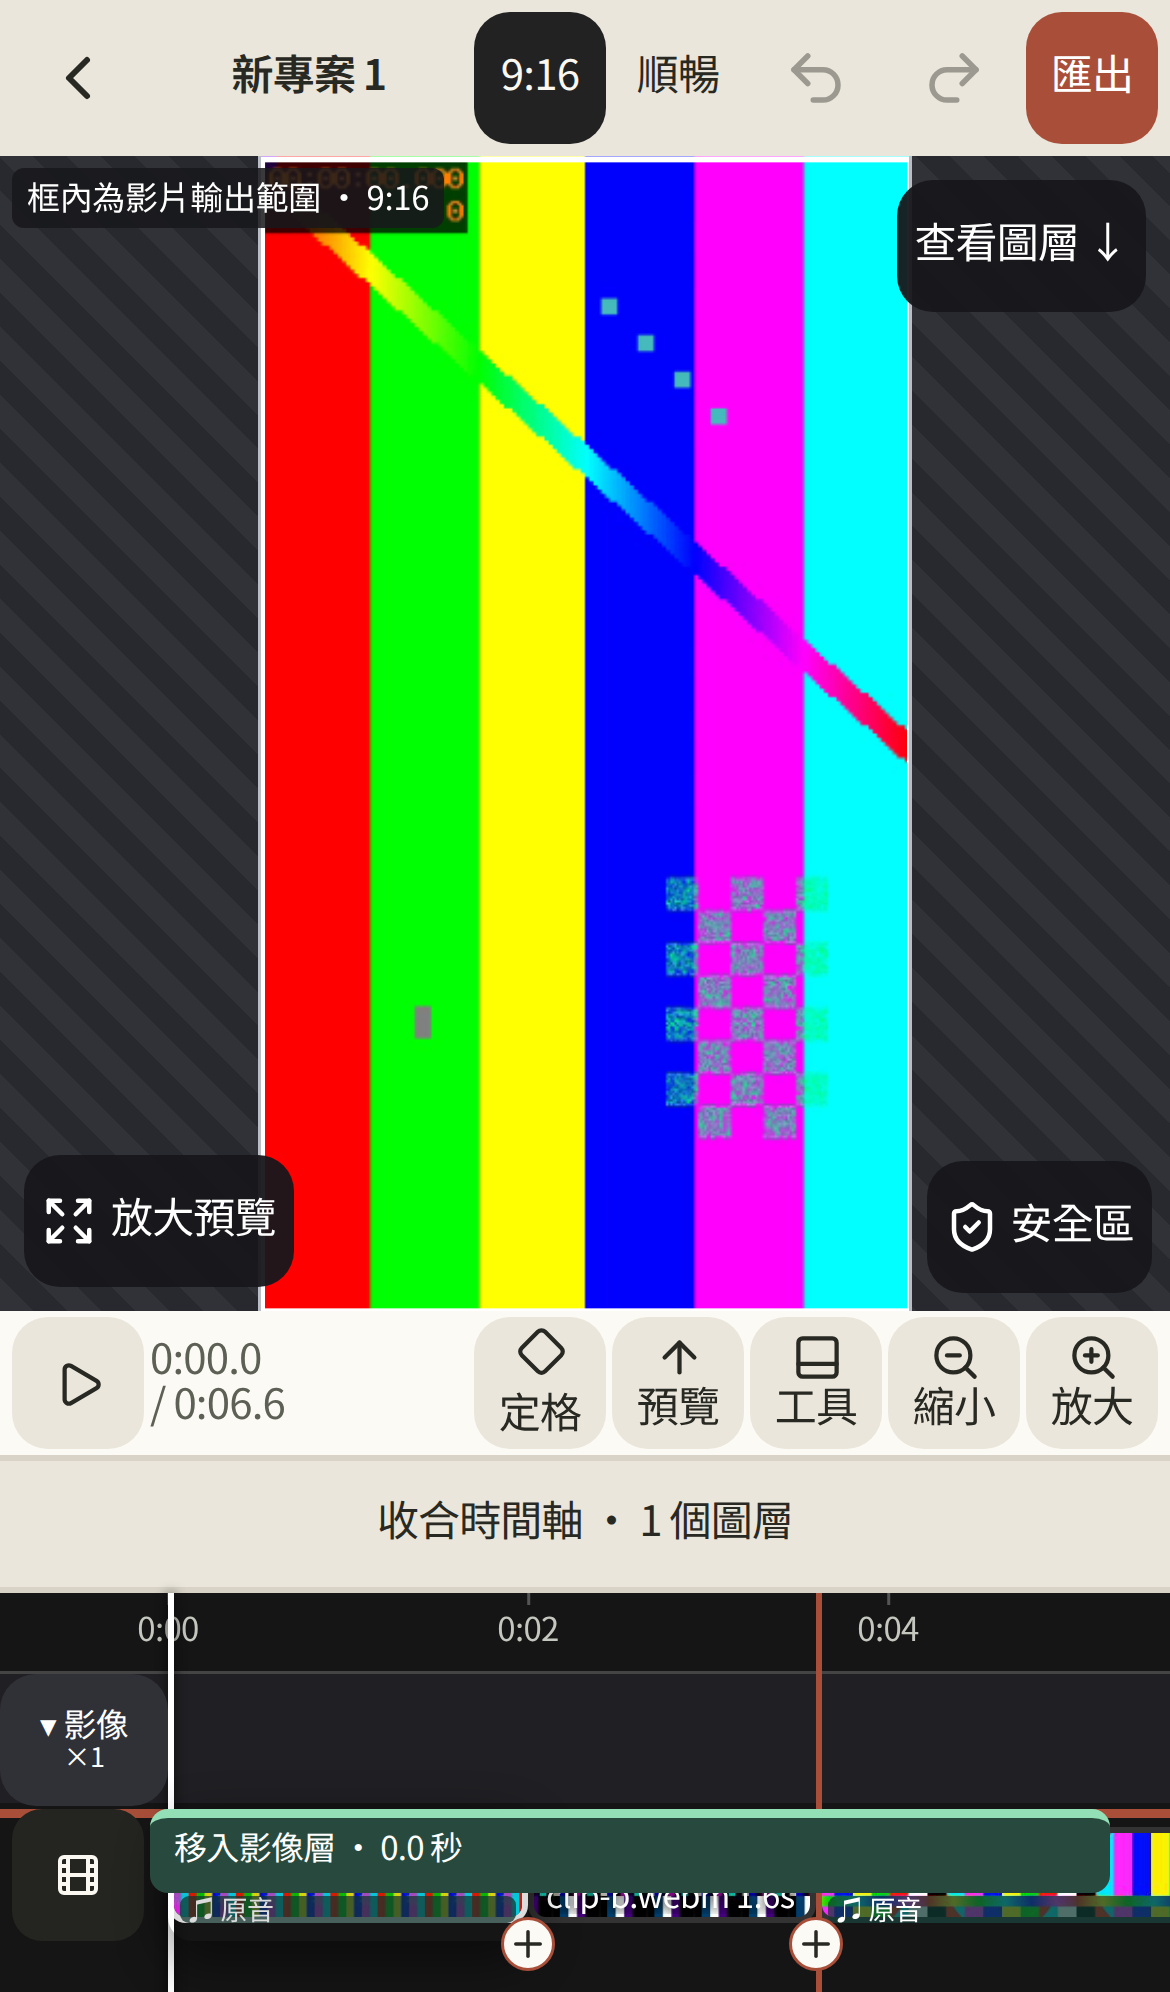 新專案 1
9:16
順暢
匯出
框內為影片輸出範圍 · 9:16
查看圖層 ↓
放大預覽
安全區
0:00.0
/ 0:06.6
定格
預覽
工具
縮小
放大
收合時間軸 · 1 個圖層
0:00
0:02
0:04
▼ 影像
×1
移入影像層 · 0.0 秒
clip-b.webm 1.6s
原音
原音